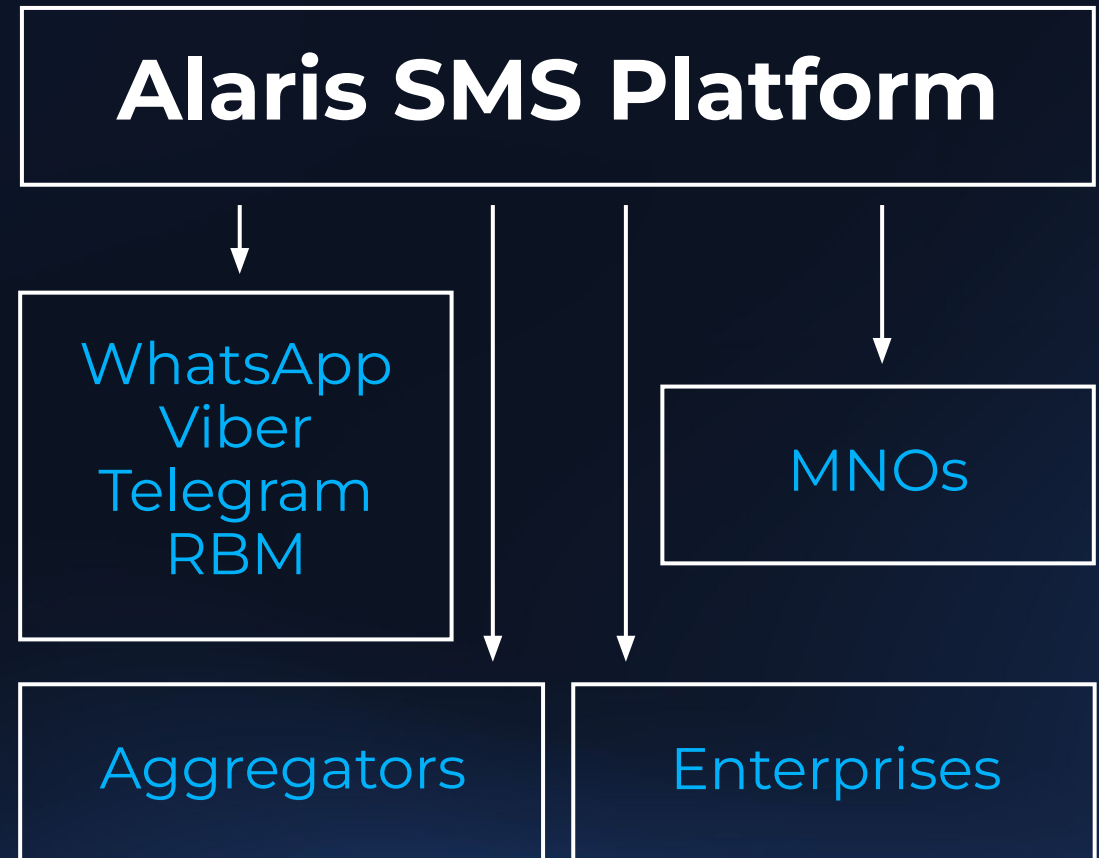 Alaris SMS Platform
WhatsApp
Viber
Telegram
RBM
MNOs
Aggregators
Enterprises